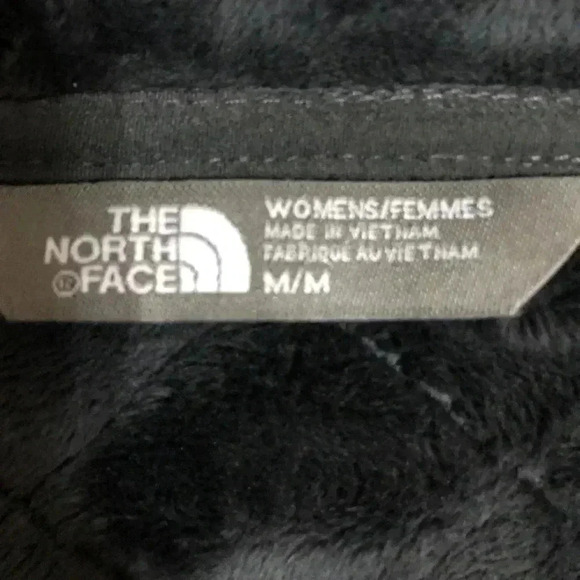 THE
NORTH
FACE
WOMENS/FEMMES
MADE IN VIETNAM
FABRIQUÉ AU VIETNAM
M/M